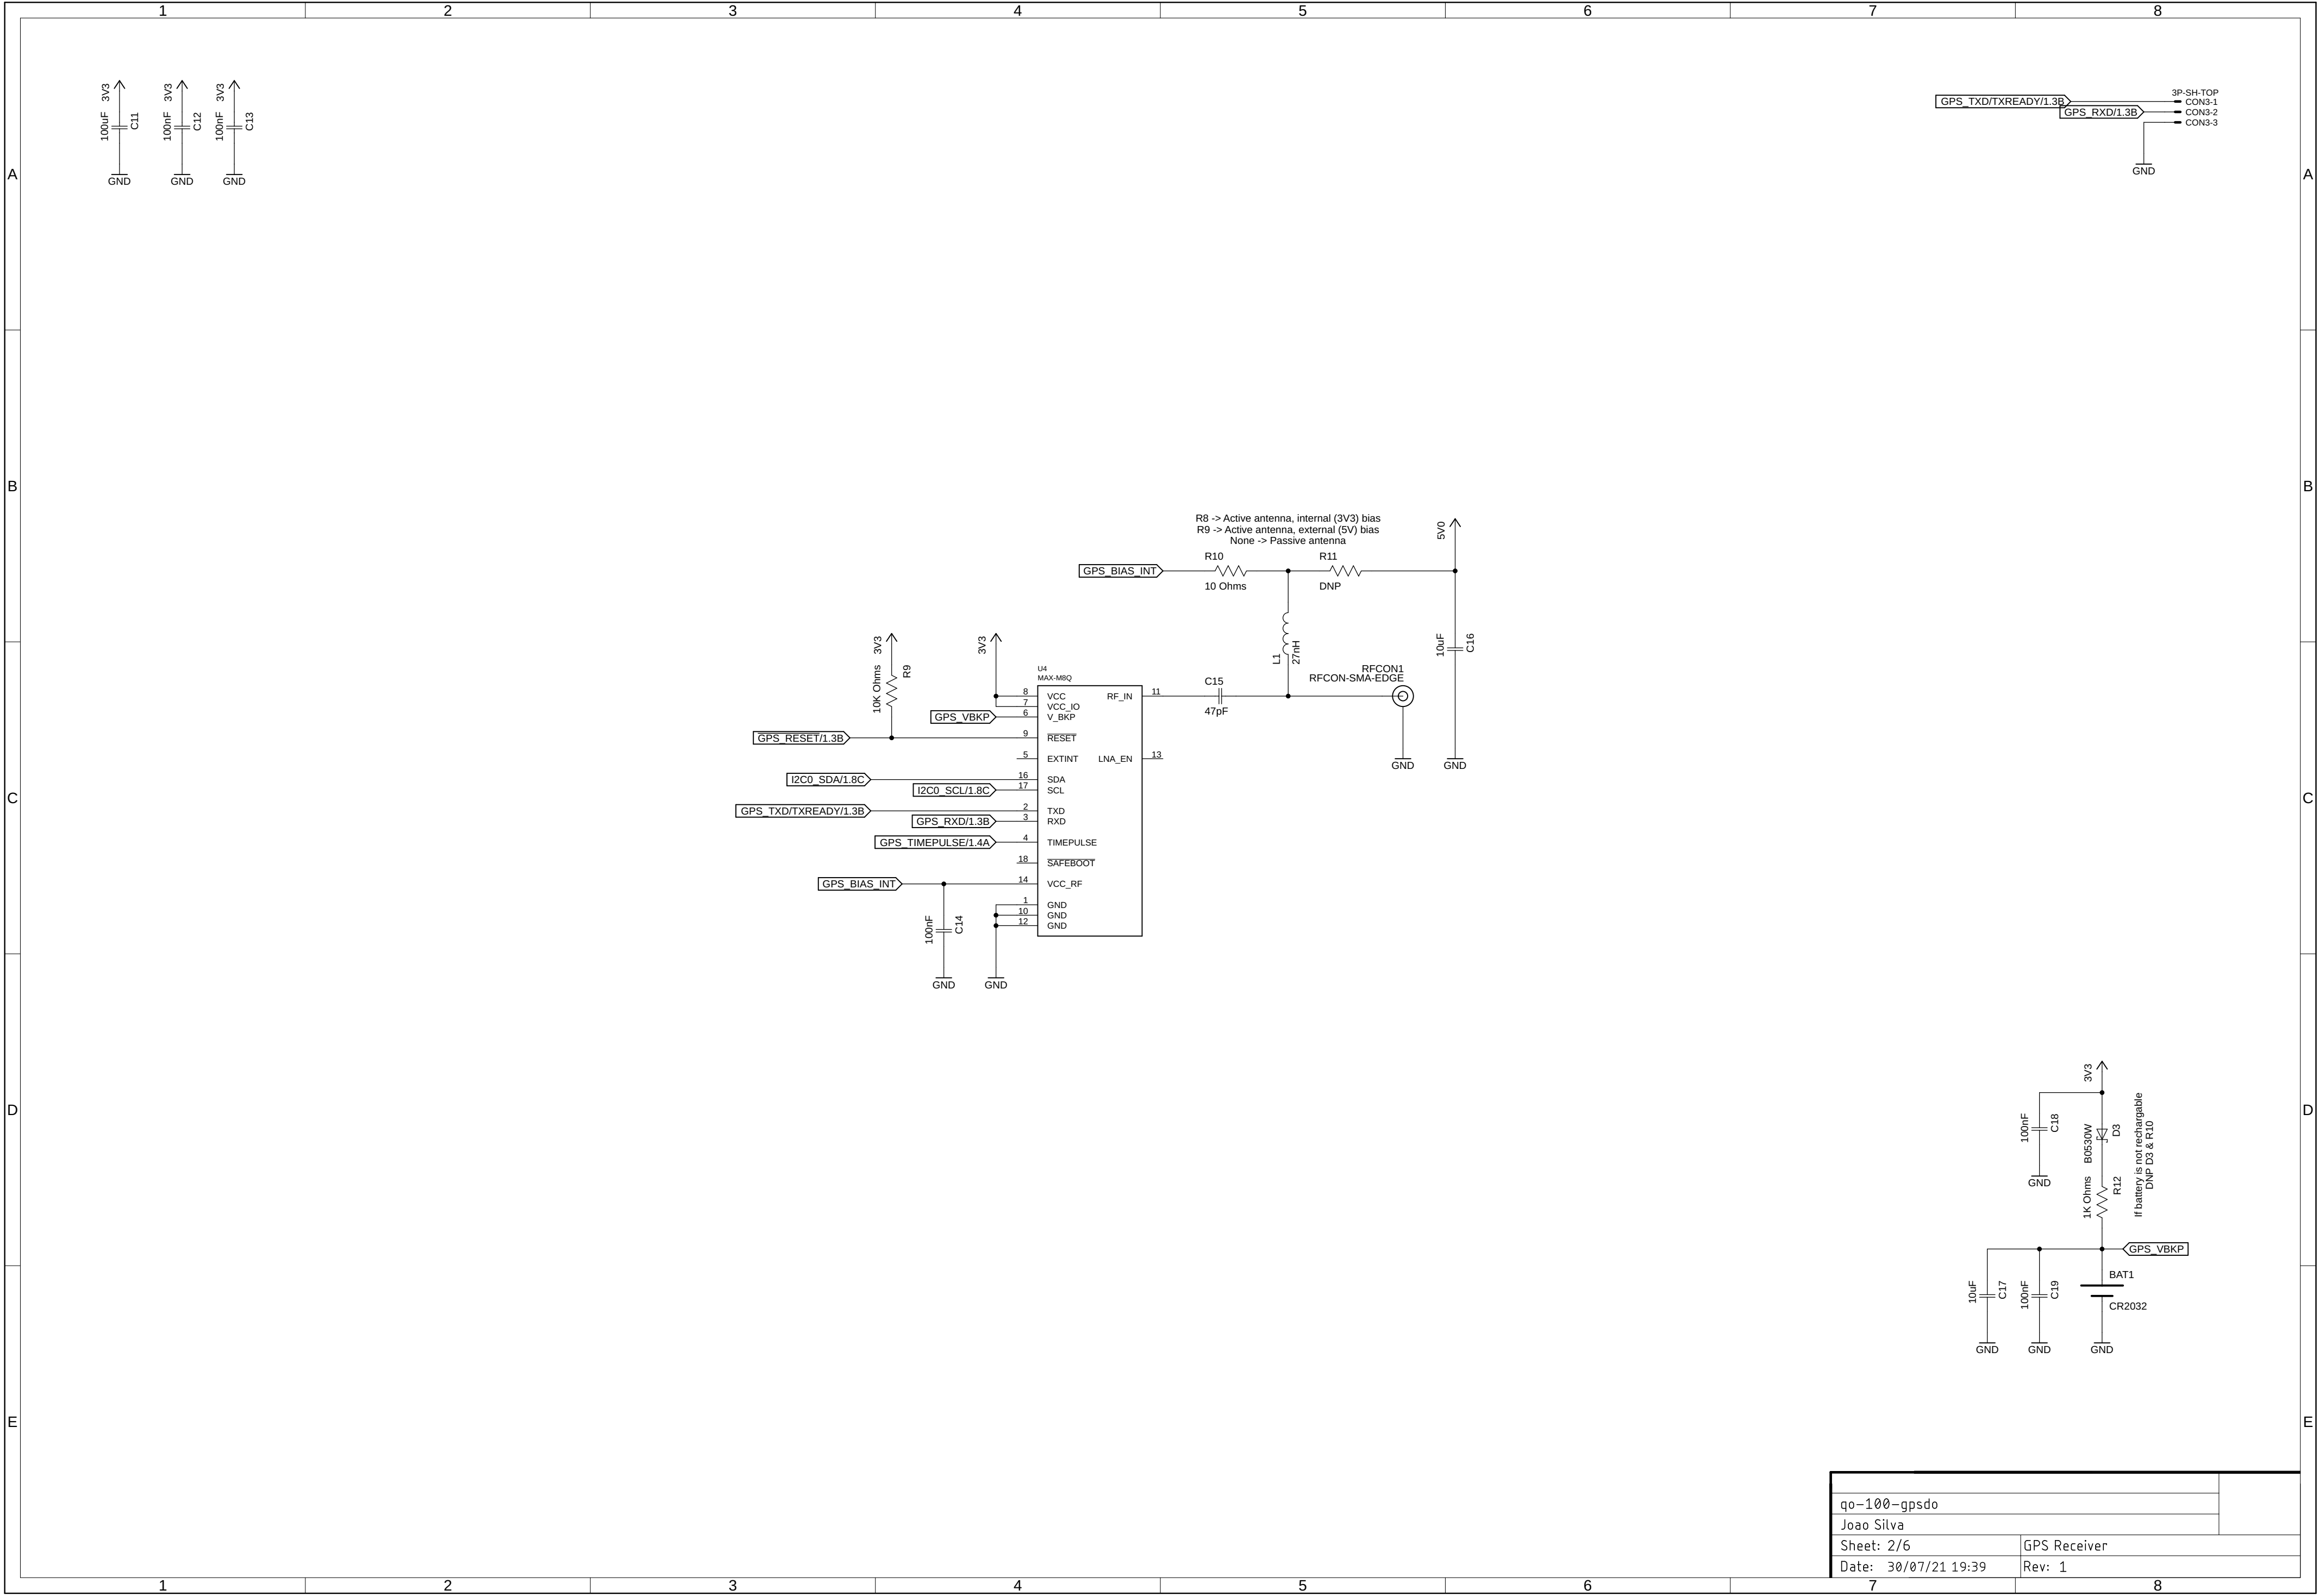 1 2 3 4 5 6 7 8
3V3 3V3 3V3
100uF C11 100nF C12 100nF C13
GND GND GND
3P-SH-TOP
GPS_TXD/TXREADY/1.3B CON3-1
GPS_RXD/1.3B CON3-2
CON3-3
GND
A A
B B
R8 -> Active antenna, internal (3V3) bias
R9 -> Active antenna, external (5V) bias
None -> Passive antenna
5V0
R10 R11
GPS_BIAS_INT
10 Ohms DNP
3V3 3V3
10uF C16
L1 27nH
10K Ohms R9
U4
MAX-M8Q
RFCON1
RFCON-SMA-EDGE
C15
47pF
8 VCC RF_IN 11
7 VCC_IO
GPS_VBKP 6 V_BKP
GPS_RESET/1.3B 9 RESET
5 EXTINT LNA_EN 13
GND GND
I2C0_SDA/1.8C 16 SDA
I2C0_SCL/1.8C 17 SCL
C C
GPS_TXD/TXREADY/1.3B 2 TXD
GPS_RXD/1.3B 3 RXD
GPS_TIMEPULSE/1.4A 4 TIMEPULSE
18 SAFEBOOT
GPS_BIAS_INT 14 VCC_RF
1 GND
10 GND
12 GND
100nF C14
GND GND
D D
3V3
100nF C18
B0530W D3
If battery is not rechargable
DNP D3 & R10
GND
1K Ohms R12
GPS_VBKP
BAT1
10uF C17 100nF C19
CR2032
GND GND GND
E E
qo-100-gpsdo
Joao Silva
Sheet: 2/6 GPS Receiver
Date: 30/07/21 19:39 Rev: 1
1 2 3 4 5 6 7 8